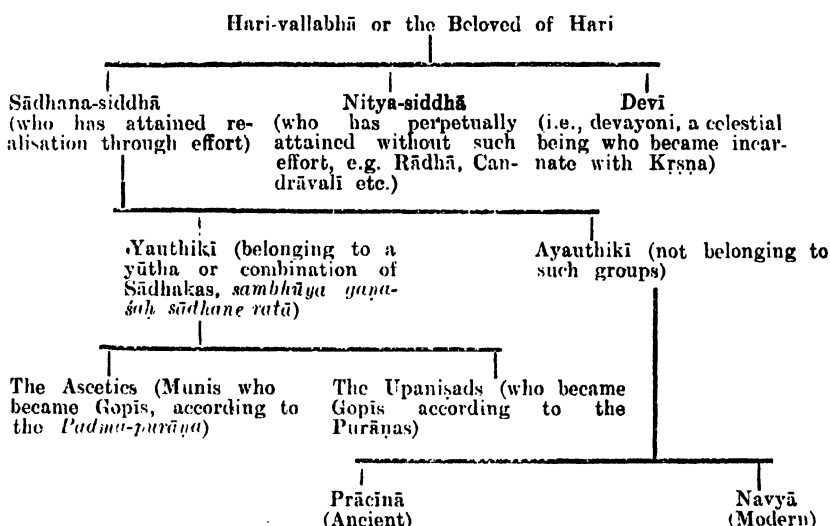 Hari-vallabhā or the Beloved of Hari
Sādhana-siddhā
(who has attained re-
alisation through effort)
Nitya-siddhā
(who has perpetually
attained without such
effort, e.g. Rādhā, Can-
drāvalī etc.)
Devī
(i.e., devayoni, a celestial
being who became incar-
nate with Kṛṣṇa)
Yauthikī (belonging to a
yūtha or combination of
Sādhakas, sambhūya gaṇa-
śaḥ sādhane ratā)
Ayauthikī (not belonging to
such groups)
The Ascetics (Munis who
became Gopīs, according to
the Padma-purāṇa)
The Upaniṣads (who became
Gopīs according to the
Purāṇas)
Prācīnā
(Ancient)
Navyā
(Modern)